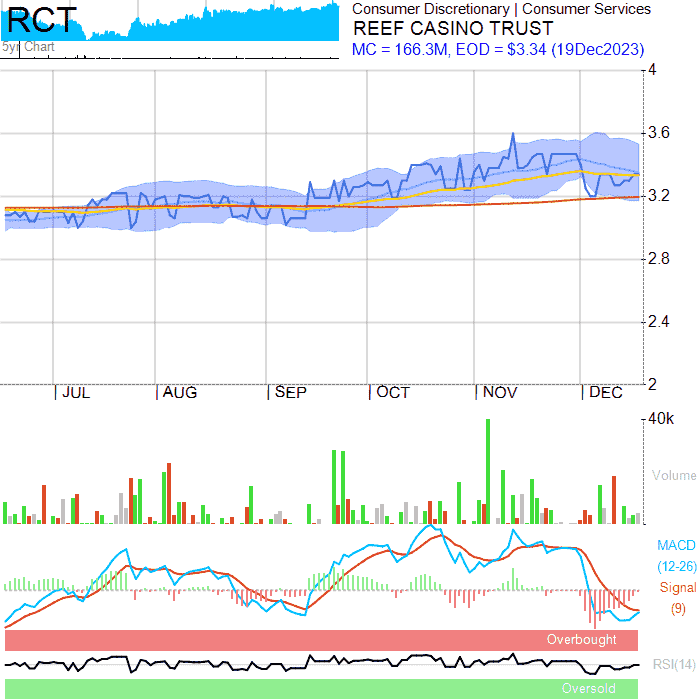 RCT
5yr Chart
Consumer Discretionary | Consumer Services
REEF CASINO TRUST
MC = 166.3M, EOD = $3.34 (19Dec2023)
4
3.6
3.2
2.8
2.4
2
JUL AUG SEP OCT NOV DEC
40k
Volume
MACD
(12-26)
Signal
(9)
Overbought
RSI(14)
Oversold